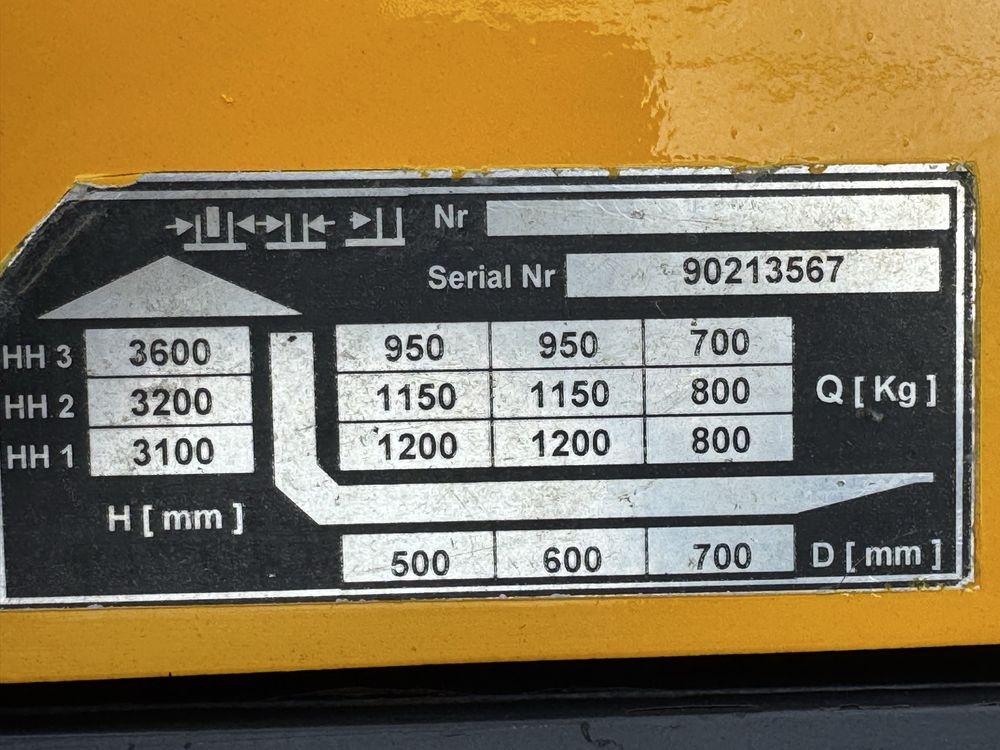 Nr
Serial Nr 90213567
HH 3 3600 950 950 700
HH 2 3200 1150 1150 800 Q [ Kg ]
HH 1 3100 1200 1200 800
H [ mm ]
500 600 700 D [ mm ]